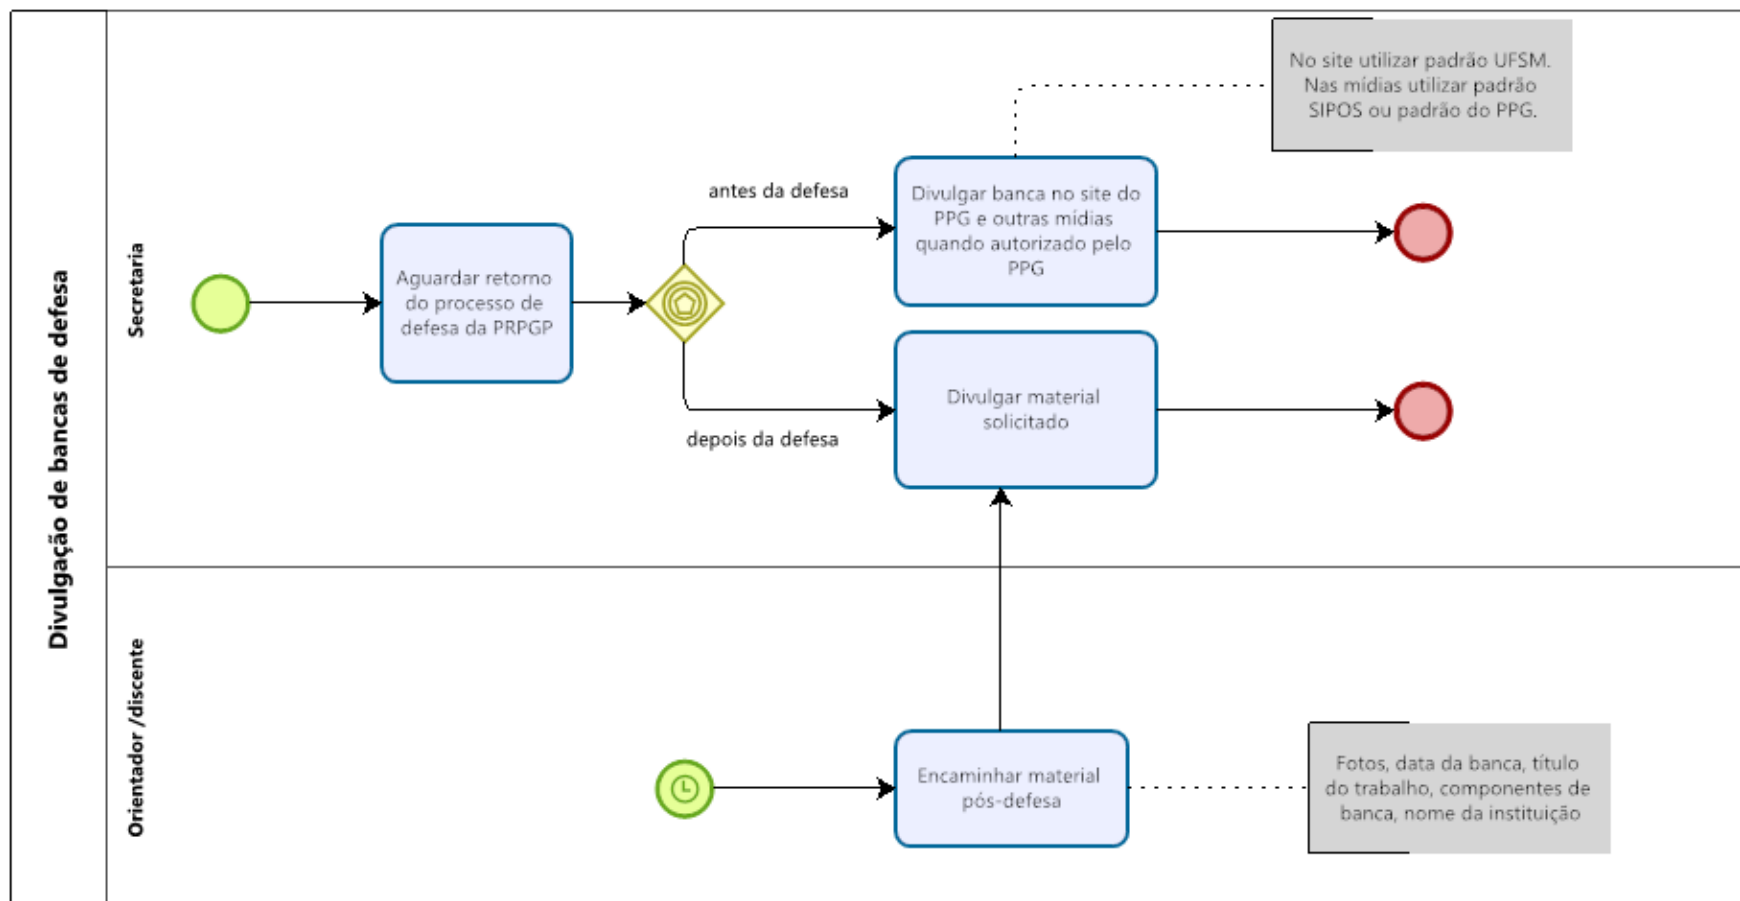 Divulgação de bancas de defesa
Secretaria
No site utilizar padrão UFSM.
Nas mídias utilizar padrão
SIPOS ou padrão do PPG.
antes da defesa
Divulgar banca no site do
PPG e outras mídias
quando autorizado pelo
PPG
Aguardar retorno
do processo de
defesa da PRPGP
Divulgar material
solicitado
depois da defesa
Orientador /discente
Encaminhar material
pós-defesa
Fotos, data da banca, título
do trabalho, componentes de
banca, nome da instituição